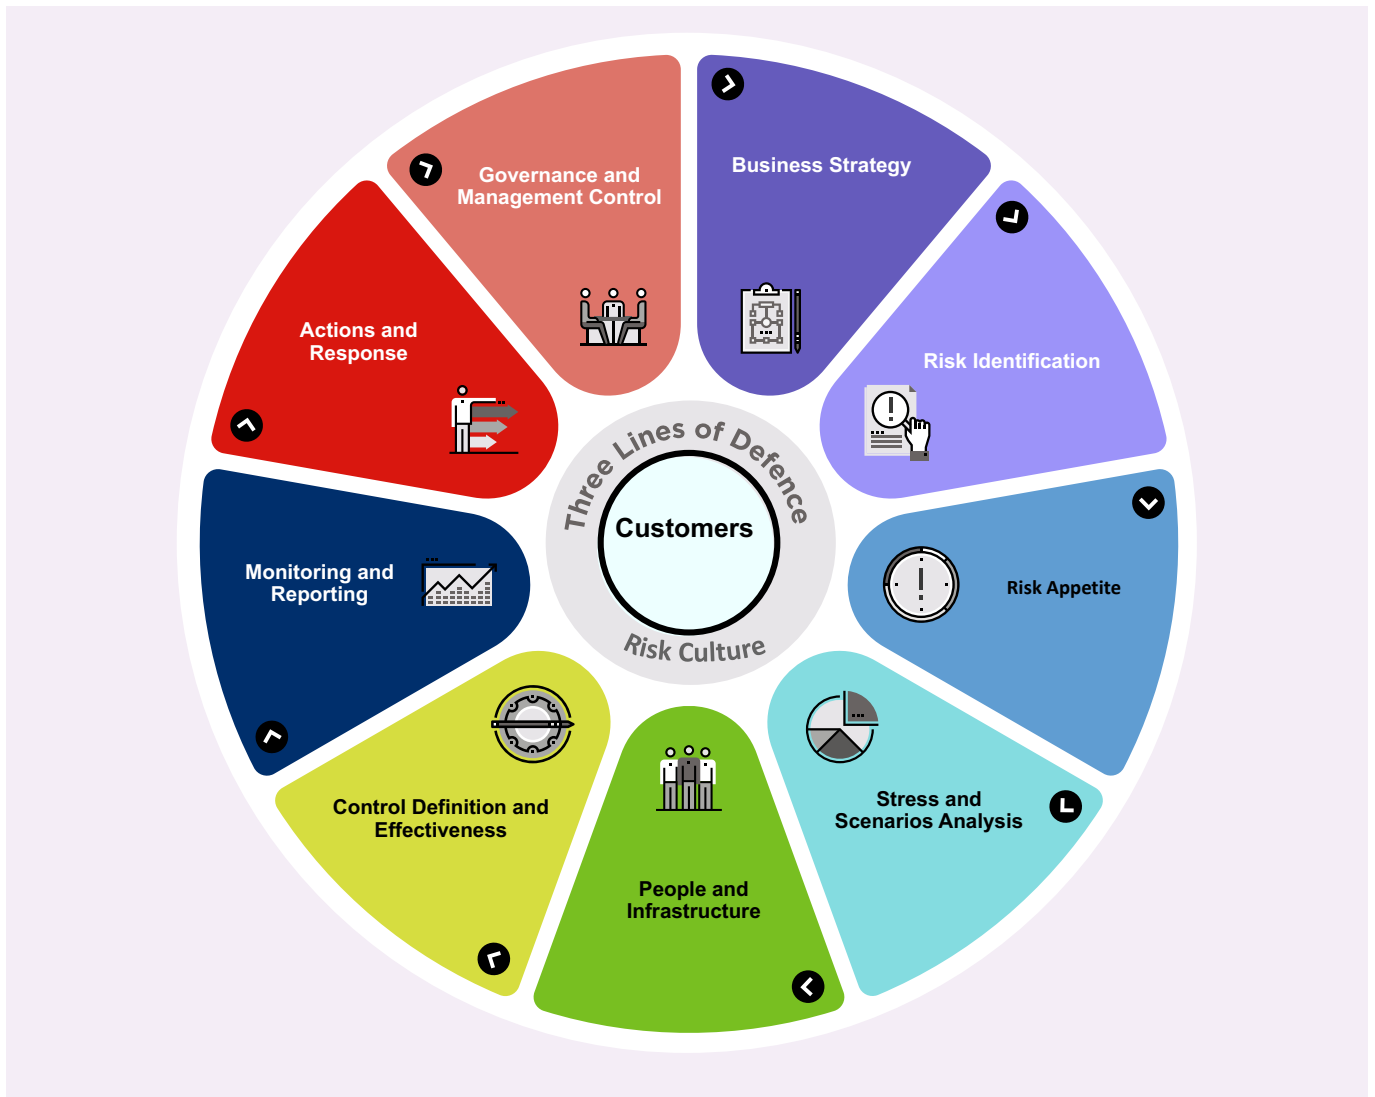 Governance and
Management Control
Business Strategy
Risk Identification
Risk Appetite
Stress and
Scenarios Analysis
People and
Infrastructure
Control Definition and
Effectiveness
Monitoring and
Reporting
Actions and
Response
Three Lines of Defence
Customers
Risk Culture